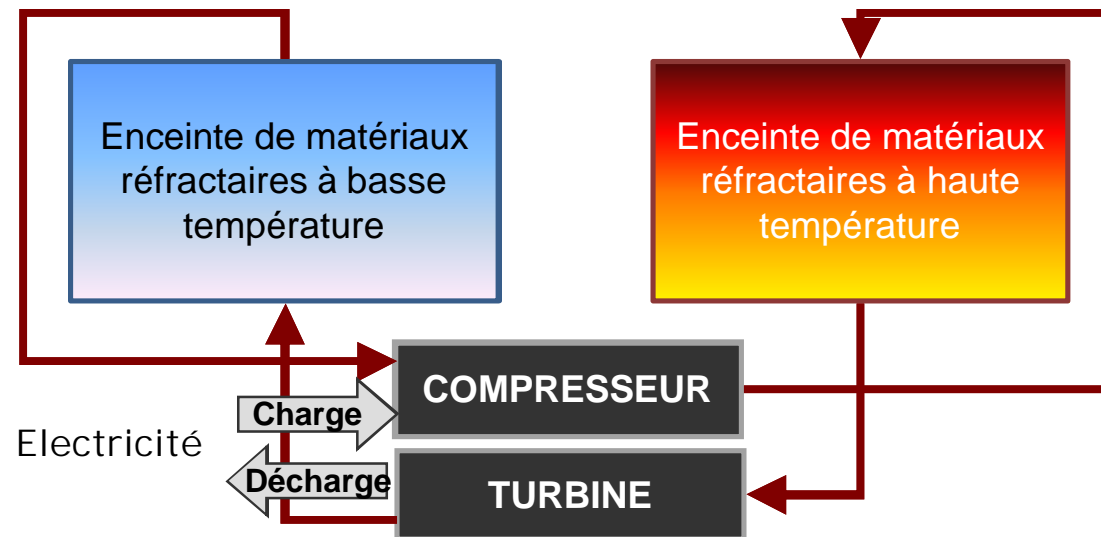 Enceinte de matériaux
réfractaires à basse
température
Enceinte de matériaux
réfractaires à haute
température
COMPRESSEUR
Charge
Electricité
Décharge
TURBINE